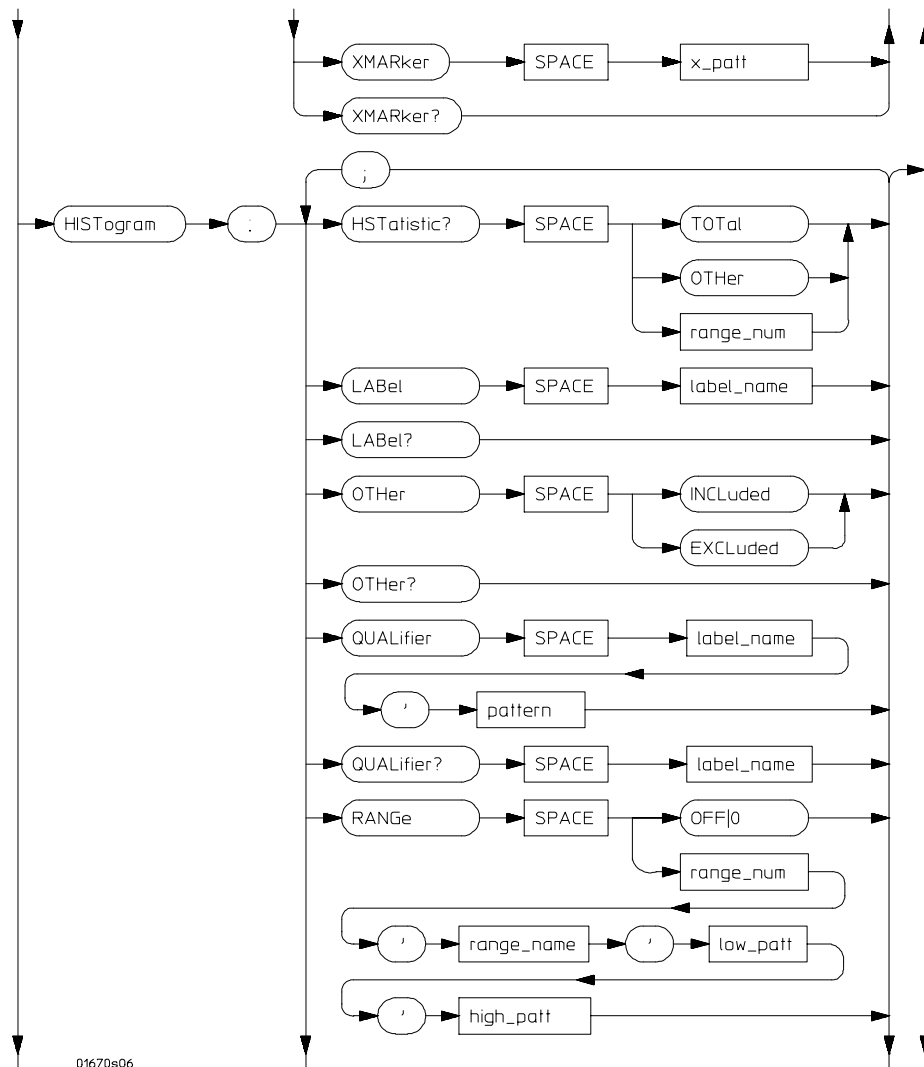 XMARker SPACE x_patt
XMARker?
;
HISTogram : HSTatistic? SPACE TOTal
OTHer
range_num
LABel SPACE label_name
LABel?
OTHer SPACE INCLuded
EXCLuded
OTHer?
QUALifier SPACE label_name
, pattern
QUALifier? SPACE label_name
RANGe SPACE OFF|0
range_num
, range_name , low_patt
, high_patt
01670s06